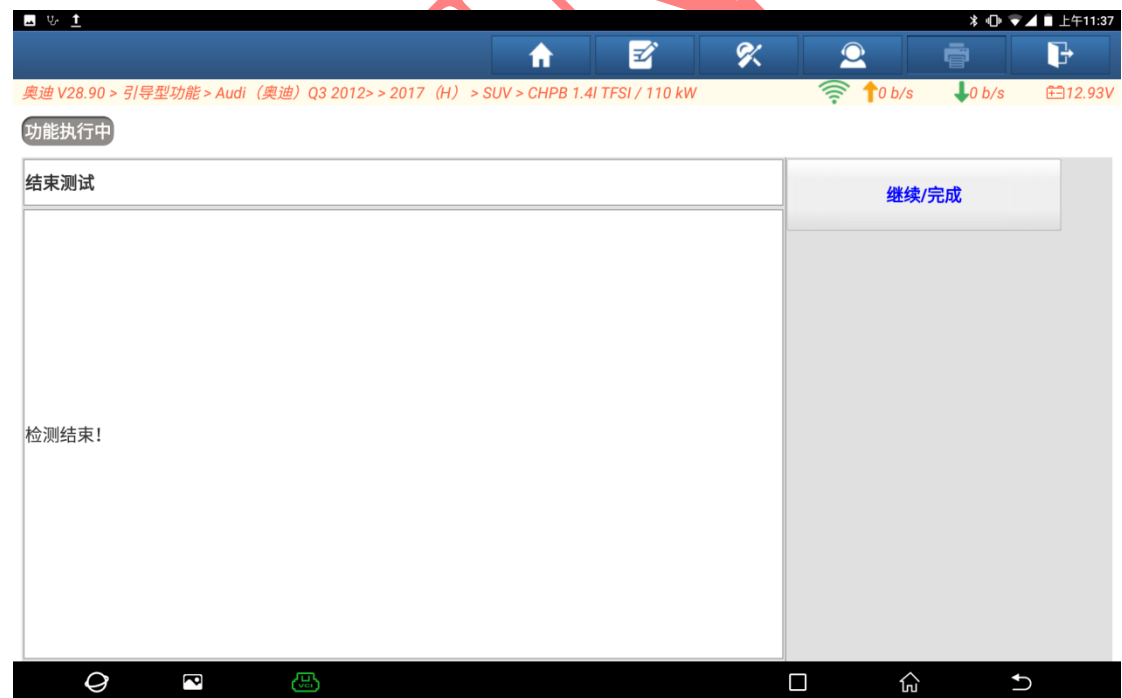 上午11:37
奥迪 V28.90 > 引导型功能 > Audi（奥迪）Q3 2012> > 2017（H） > SUV > CHPB 1.4l TFSI / 110 kW
0 b/s
0 b/s
12.93V
功能执行中
结束测试
继续/完成
检测结束！
VCI